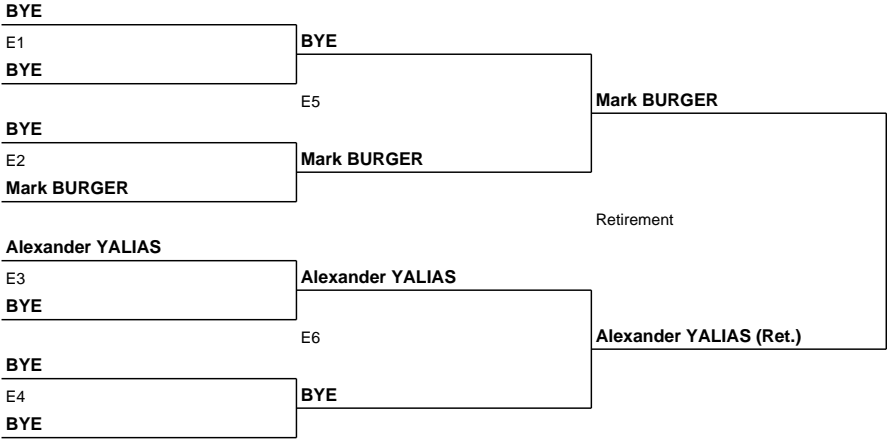 BYE
E1
BYE
BYE
E5
Mark BURGER
BYE
E2
Mark BURGER
Mark BURGER
Retirement
Alexander YALIAS
E3
Alexander YALIAS
BYE
E6
Alexander YALIAS (Ret.)
BYE
E4
BYE
BYE